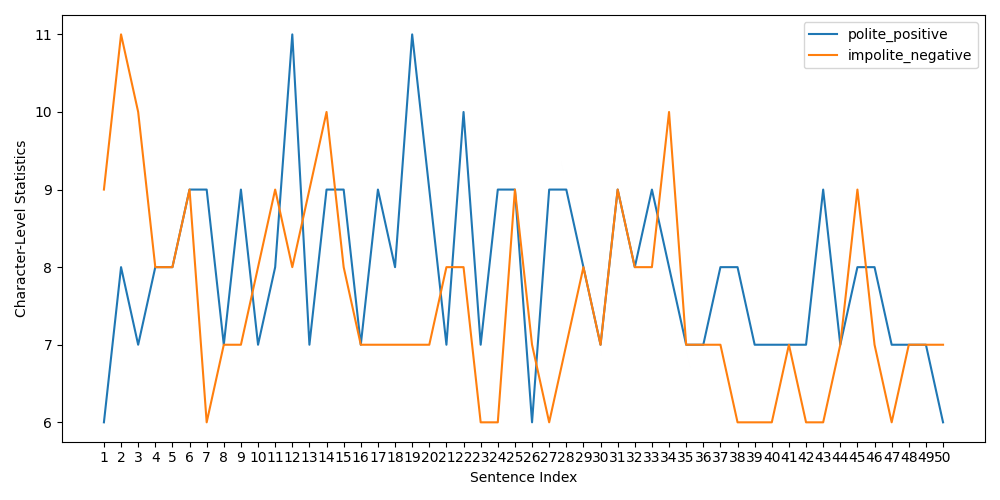 polite_positive
impolite_negative
Character-Level Statistics
11
10
9
8
7
6
1 2 3 4 5 6 7 8 9 10 11 12 13 14 15 16 17 18 19 20 21 22 23 24 25 26 27 28 29 30 31 32 33 34 35 36 37 38 39 40 41 42 43 44 45 46 47 48 49 50
Sentence Index